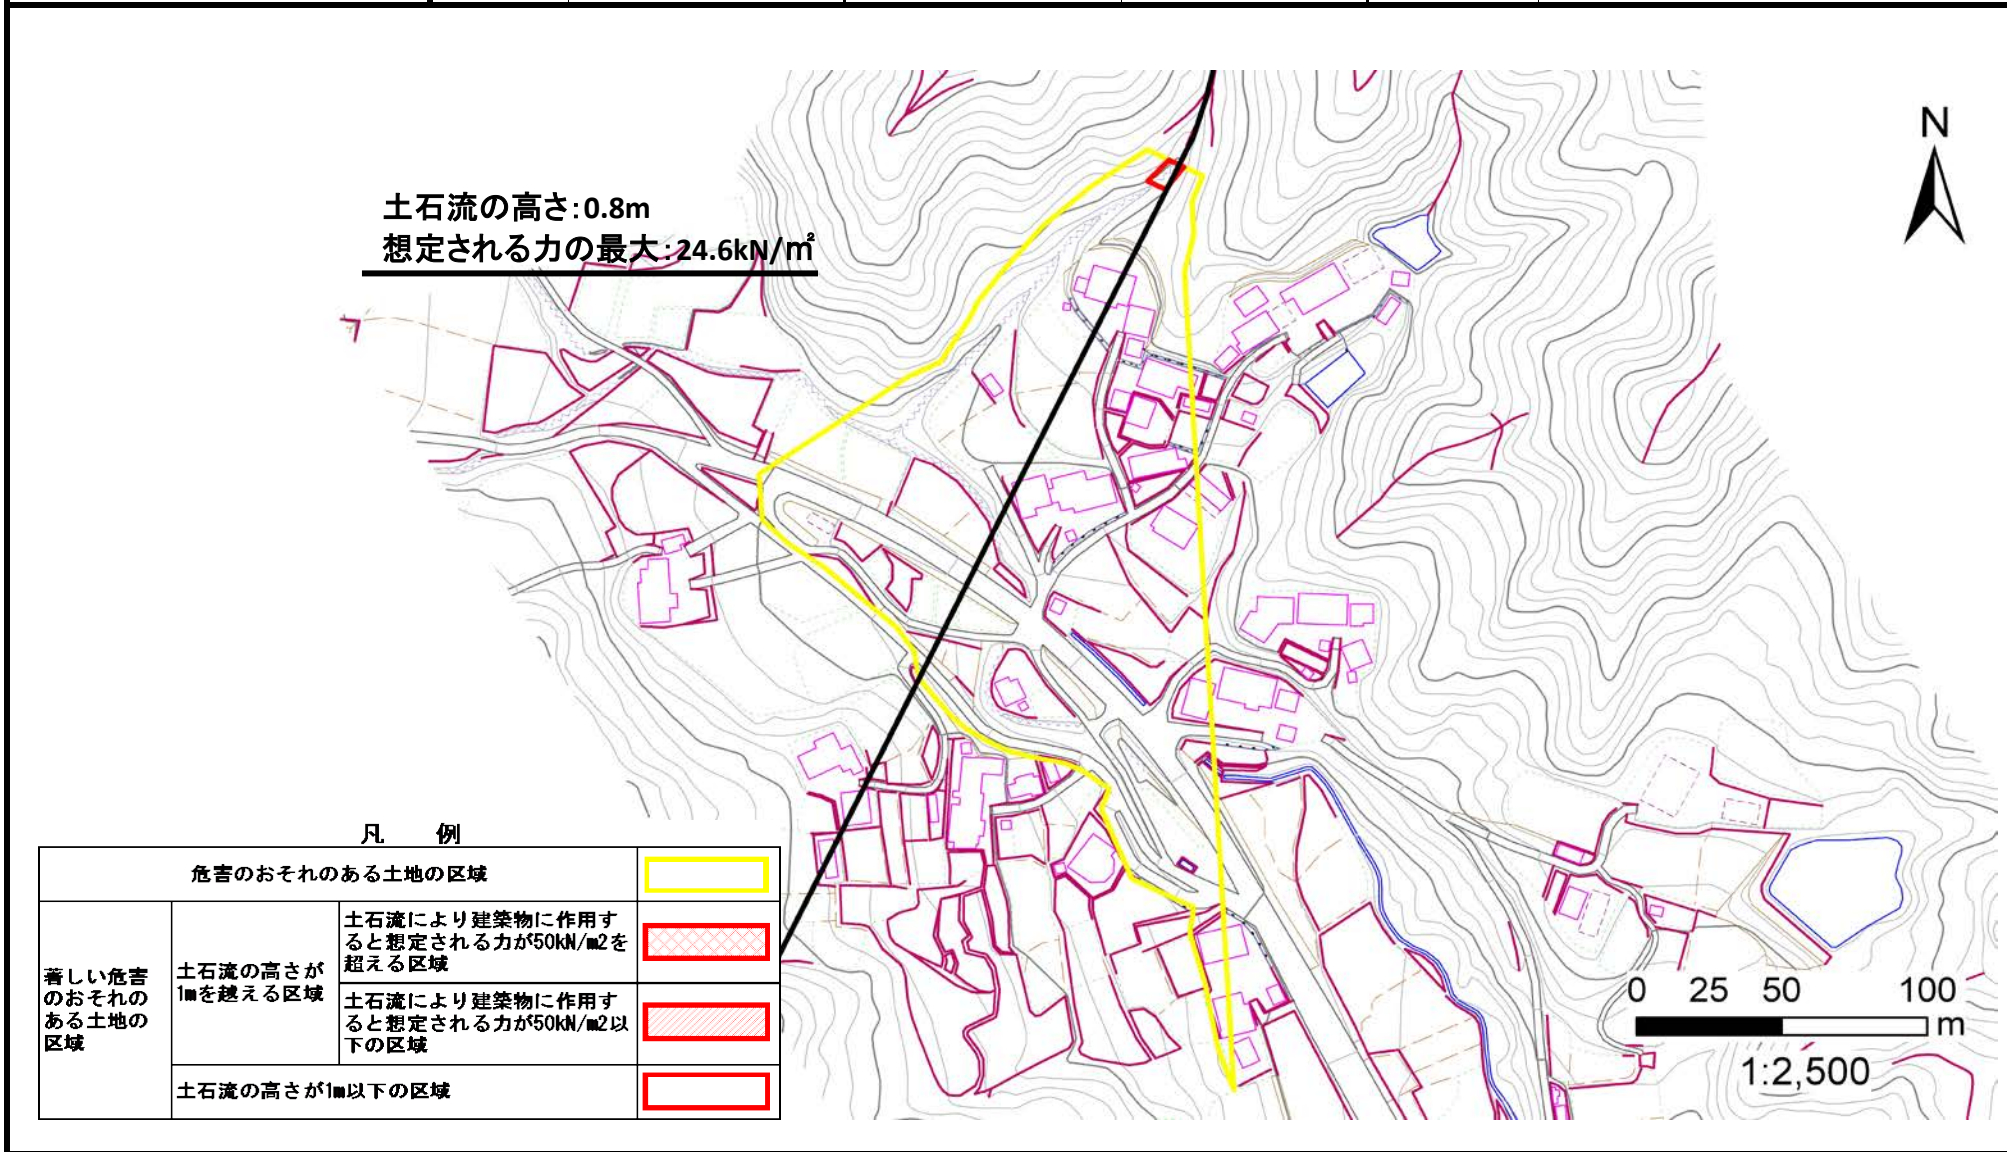 N
土石流の高さ:0.8m
想定される力の最大:24.6kN/㎡
凡　例
危害のおそれのある土地の区域
著しい危害
のおそれの
ある土地の
区域
土石流の高さが
1mを越える区域
土石流により建築物に作用す
ると想定される力が50kN/m2を
超える区域
土石流により建築物に作用す
ると想定される力が50kN/m2以
下の区域
土石流の高さが1m以下の区域
0 25 50 100
m
1:2,500